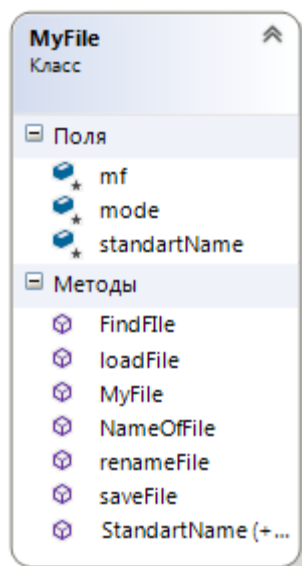 MyFile
Класс
Поля
mf
mode
standartName
Методы
FindFIle
loadFile
MyFile
NameOfFile
renameFile
saveFile
StandartName (+...